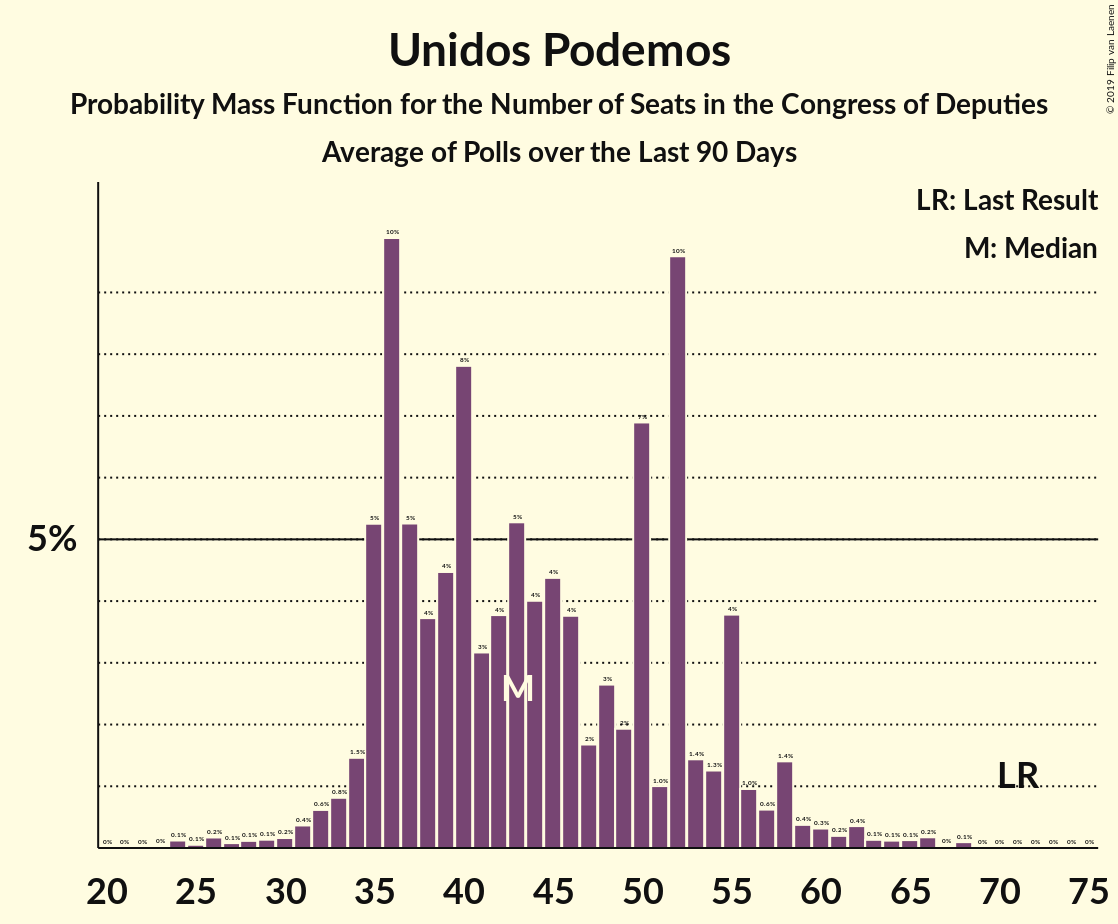 Unidos Podemos
Probability Mass Function for the Number of Seats in the Congress of Deputies
Average of Polls over the Last 90 Days
© 2019 Filip van Laenen
LR: Last Result
M: Median
5%
0% 0% 0% 0% 0.1% 0.1% 0.2% 0.1% 0.1% 0.1% 0.2% 0.4% 0.6% 0.8% 1.5% 5% 10% 5% 4% 4% 8% 3% 4% 5% 4% 4% 4% 2% 3% 2% 7% 1.0% 10% 1.4% 1.3% 4% 1.0% 0.6% 1.4% 0.4% 0.3% 0.2% 0.4% 0.1% 0.1% 0.1% 0.2% 0% 0.1% 0% 0% 0% 0% 0% 0% 0%
M
LR
20 25 30 35 40 45 50 55 60 65 70 75